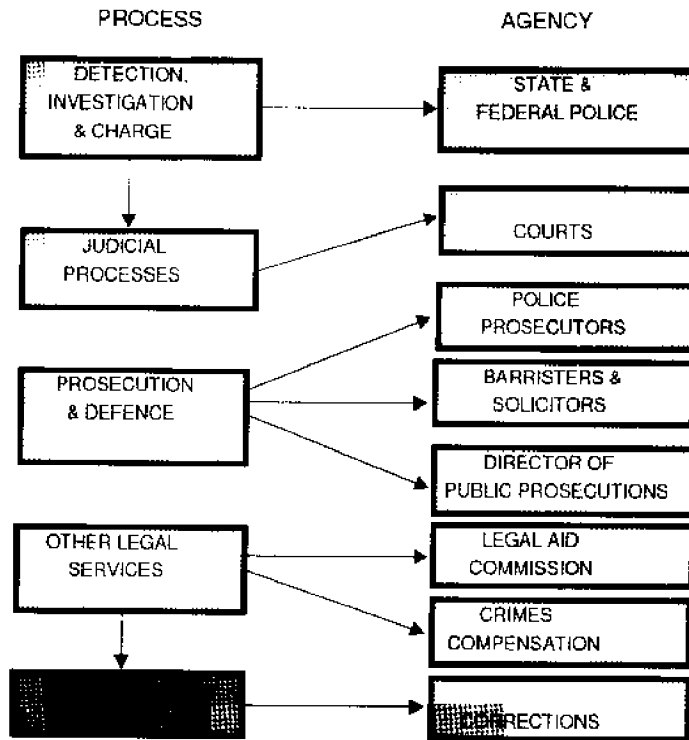 PROCESS
AGENCY
DETECTION,
INVESTIGATION
& CHARGE
STATE &
FEDERAL POLICE
JUDICIAL
PROCESSES
COURTS
POLICE
PROSECUTORS
PROSECUTION
& DEFENCE
BARRISTERS &
SOLICITORS
DIRECTOR OF
PUBLIC PROSECUTIONS
OTHER LEGAL
SERVICES
LEGAL AID
COMMISSION
CRIMES
COMPENSATION
CORRECTIONS